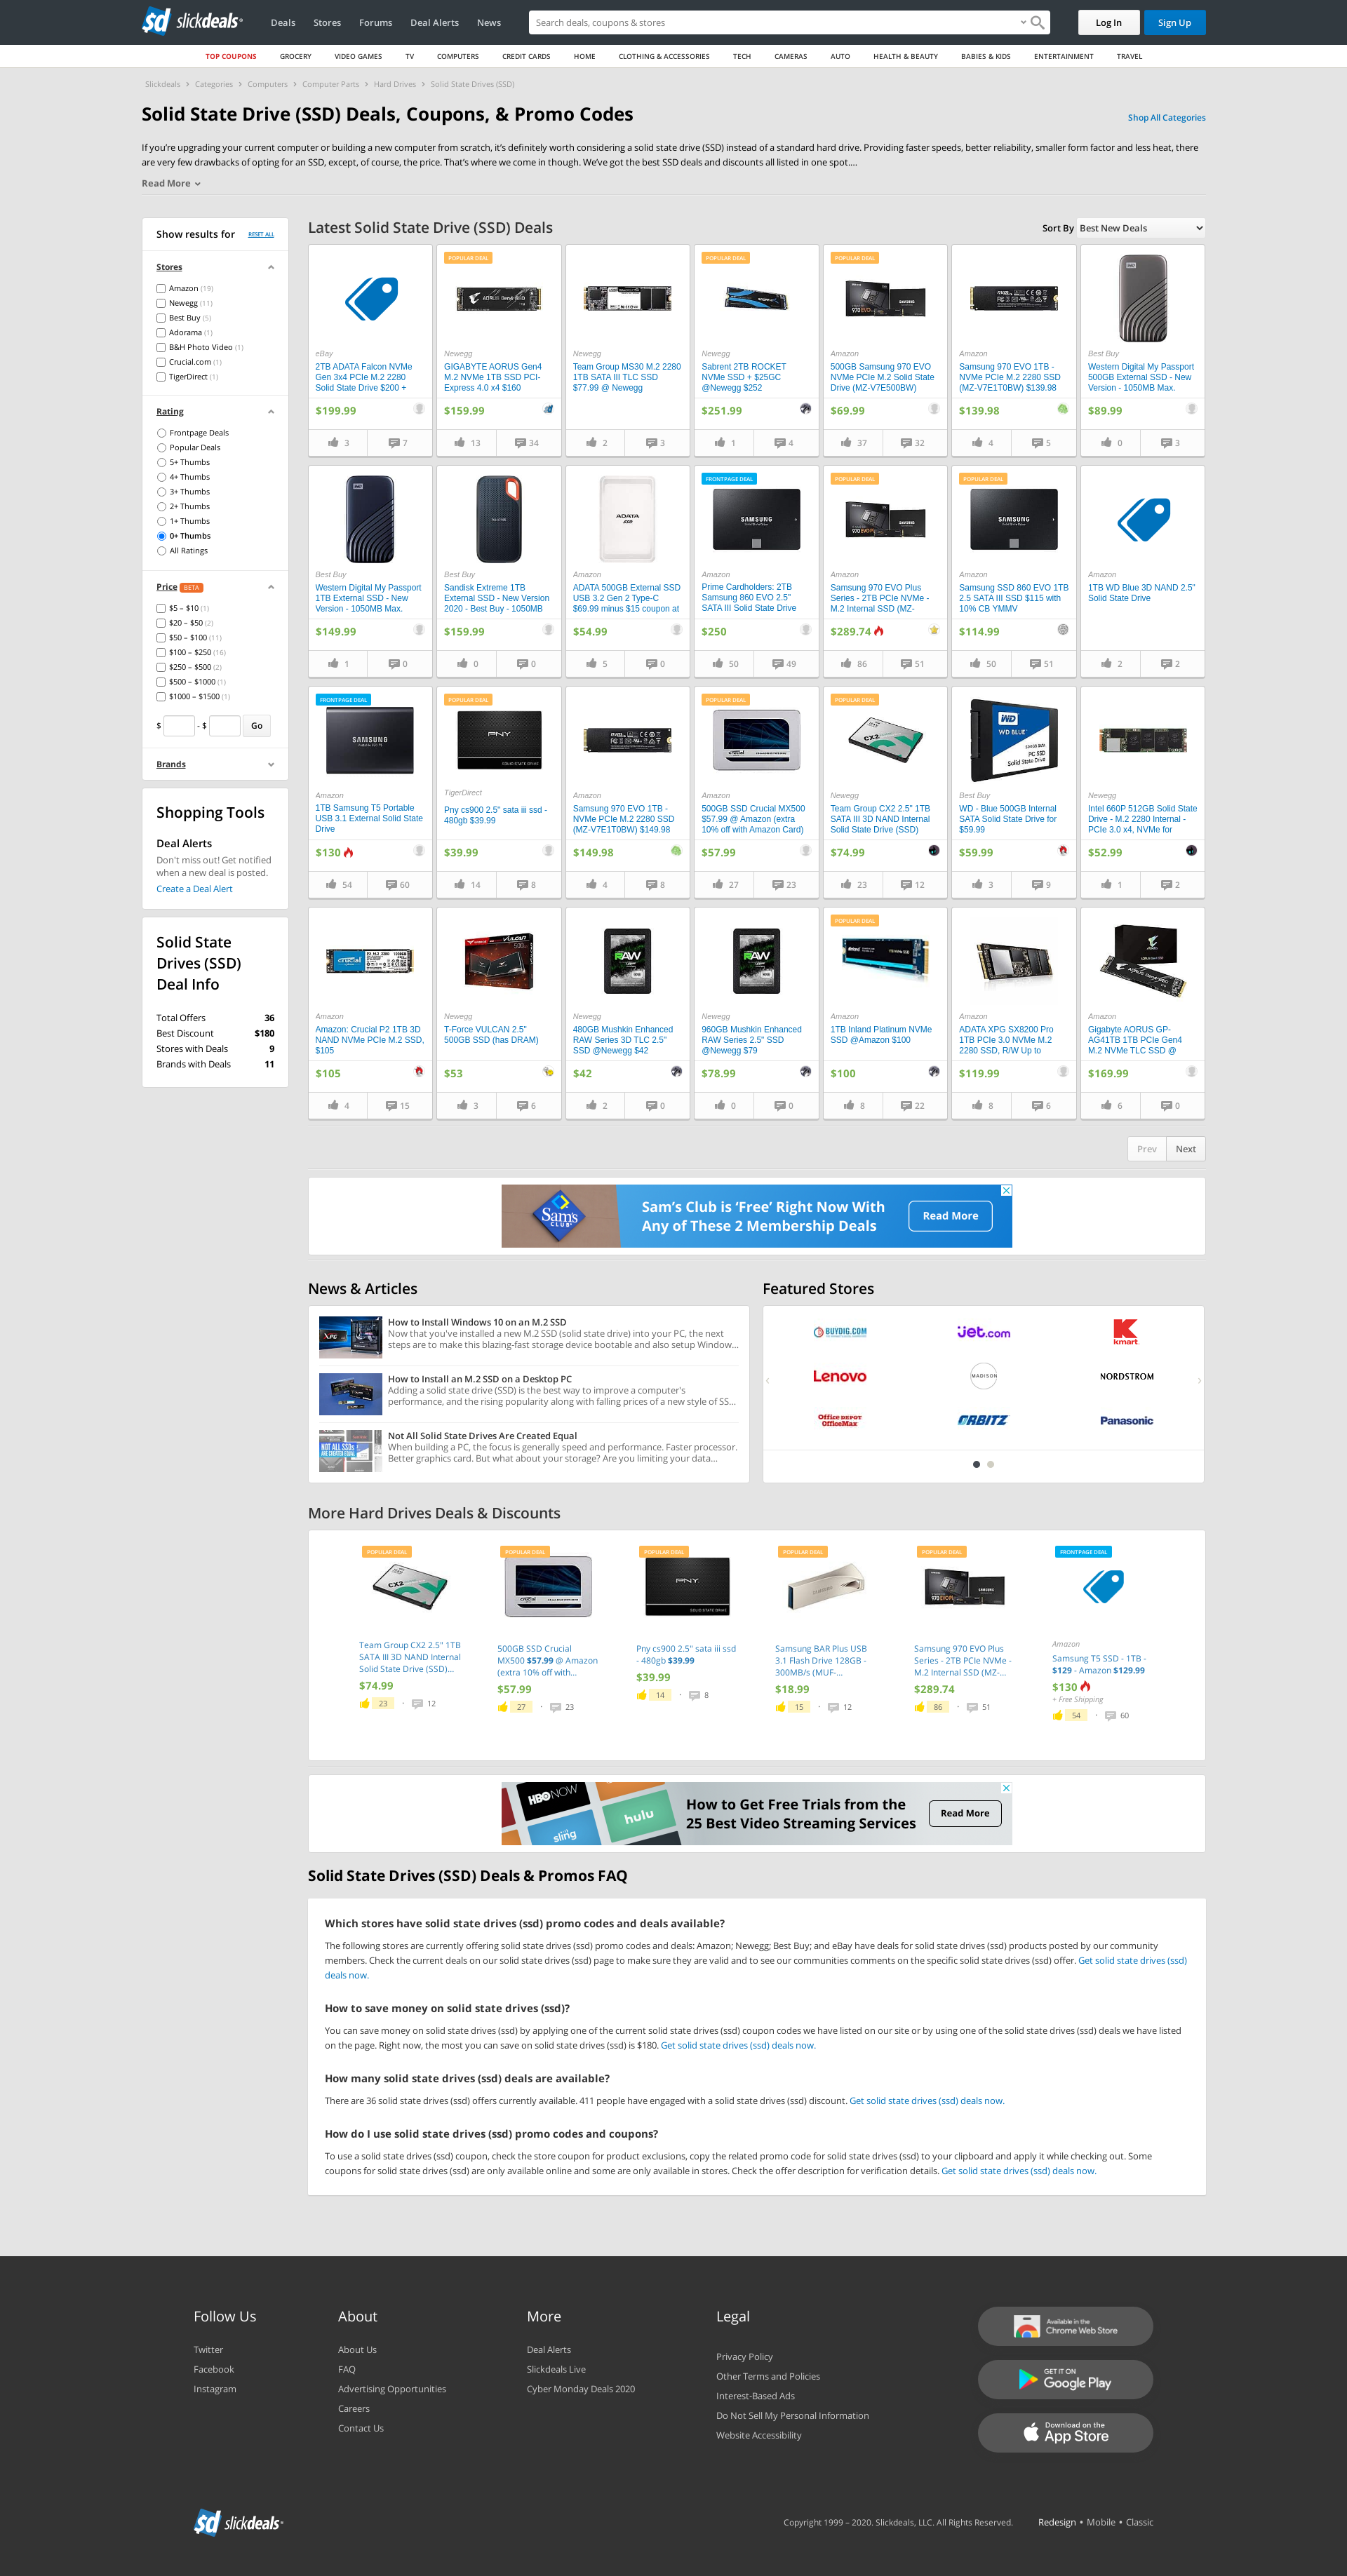 slickdeals
Deals Stores Forums Deal Alerts News
Search deals, coupons & stores
Log In
Sign Up
TOP COUPONS GROCERY VIDEO GAMES TV COMPUTERS CREDIT CARDS HOME CLOTHING & ACCESSORIES TECH CAMERAS AUTO HEALTH & BEAUTY BABIES & KIDS ENTERTAINMENT TRAVEL
Slickdeals > Categories > Computers > Computer Parts > Hard Drives > Solid State Drives (SSD)
Solid State Drive (SSD) Deals, Coupons, & Promo Codes
Shop All Categories
If you're upgrading your current computer or building a new computer from scratch, it's definitely worth considering a solid state drive (SSD) instead of a standard hard drive. Providing faster speeds, better reliability, smaller form factor and less heat, there
are very few drawbacks of opting for an SSD, except, of course, the price. That's where we come in though. We've got the best SSD deals and discounts all listed in one spot....
Read More
Show results for
RESET ALL
Stores
Amazon (19)
Newegg (11)
Best Buy (5)
Adorama (1)
B&H Photo Video (1)
Crucial.com (1)
TigerDirect (1)
Rating
Frontpage Deals
Popular Deals
5+ Thumbs
4+ Thumbs
3+ Thumbs
2+ Thumbs
1+ Thumbs
0+ Thumbs
All Ratings
Price BETA
$5 – $10 (1)
$20 – $50 (2)
$50 – $100 (11)
$100 – $250 (16)
$250 – $500 (2)
$500 – $1000 (1)
$1000 – $1500 (1)
$ - $ Go
Brands
Shopping Tools
Deal Alerts
Don't miss out! Get notified
when a new deal is posted.
Create a Deal Alert
Solid State
Drives (SSD)
Deal Info
Total Offers 36
Best Discount $180
Stores with Deals 9
Brands with Deals 11
Latest Solid State Drive (SSD) Deals
Sort By Best New Deals
eBay
2TB ADATA Falcon NVMe
Gen 3x4 PCIe M.2 2280
Solid State Drive $200 +
$199.99
3 7
POPULAR DEAL
Newegg
GIGABYTE AORUS Gen4
M.2 NVMe 1TB SSD PCI-
Express 4.0 x4 $160
$159.99
13 34
Newegg
Team Group MS30 M.2 2280
1TB SATA III TLC SSD
$77.99 @ Newegg
2 3
POPULAR DEAL
Newegg
Sabrent 2TB ROCKET
NVMe SSD + $25GC
@Newegg $252
$251.99
1 4
POPULAR DEAL
Amazon
500GB Samsung 970 EVO
NVMe PCIe M.2 Solid State
Drive (MZ-V7E500BW)
$69.99
37 32
Amazon
Samsung 970 EVO 1TB -
NVMe PCIe M.2 2280 SSD
(MZ-V7E1T0BW) $139.98
$139.98
4 5
Best Buy
Western Digital My Passport
500GB External SSD - New
Version - 1050MB Max.
$89.99
0 3
Best Buy
Western Digital My Passport
1TB External SSD - New
Version - 1050MB Max.
$149.99
1 0
Best Buy
Sandisk Extreme 1TB
External SSD - New Version
2020 - Best Buy - 1050MB
$159.99
0 0
ADATA
Amazon
ADATA 500GB External SSD
USB 3.2 Gen 2 Type-C
$69.99 minus $15 coupon at
$54.99
5 0
FRONTPAGE DEAL
SAMSUNG
Amazon
Prime Cardholders: 2TB
Samsung 860 EVO 2.5"
SATA III Solid State Drive
$250
50 49
POPULAR DEAL
Amazon
Samsung 970 EVO Plus
Series - 2TB PCIe NVMe -
M.2 Internal SSD (MZ-
$289.74
86 51
POPULAR DEAL
SAMSUNG
Amazon
Samsung SSD 860 EVO 1TB
2.5 SATA III SSD $115 with
10% CB YMMV
$114.99
50 51
Amazon
1TB WD Blue 3D NAND 2.5"
Solid State Drive
2 2
FRONTPAGE DEAL
SAMSUNG
Amazon
1TB Samsung T5 Portable
USB 3.1 External Solid State
Drive
$130
54 60
POPULAR DEAL
PNY
SOLID STATE DRIVE
TigerDirect
Pny cs900 2.5" sata iii ssd -
480gb $39.99
$39.99
14 8
Amazon
Samsung 970 EVO 1TB -
NVMe PCIe M.2 2280 SSD
(MZ-V7E1T0BW) $149.98
$149.98
4 8
POPULAR DEAL
Amazon
500GB SSD Crucial MX500
$57.99 @ Amazon (extra
10% off with Amazon Card)
$57.99
27 23
POPULAR DEAL
CX2
Newegg
Team Group CX2 2.5" 1TB
SATA III 3D NAND Internal
Solid State Drive (SSD)
$74.99
23 12
WD BLUE
PC SSD
Solid State Drive
Best Buy
WD - Blue 500GB Internal
SATA Solid State Drive for
$59.99
$59.99
3 9
Newegg
Intel 660P 512GB Solid State
Drive - M.2 2280 Internal -
PCIe 3.0 x4, NVMe for
$52.99
1 2
crucial
Amazon
Amazon: Crucial P2 1TB 3D
NAND NVMe PCIe M.2 SSD,
$105
$105
4 15
VULCAN
Newegg
T-Force VULCAN 2.5"
500GB SSD (has DRAM)
$53
3 6
RAW
Newegg
480GB Mushkin Enhanced
RAW Series 3D TLC 2.5"
SSD @Newegg $42
$42
2 0
RAW
Newegg
960GB Mushkin Enhanced
RAW Series 2.5" SSD
@Newegg $79
$78.99
0 0
POPULAR DEAL
Amazon
1TB Inland Platinum NVMe
SSD @Amazon $100
$100
8 22
Amazon
ADATA XPG SX8200 Pro
1TB PCIe 3.0 NVMe M.2
2280 SSD, R/W Up to
$119.99
8 6
Amazon
Gigabyte AORUS GP-
AG41TB 1TB PCIe Gen4
M.2 NVMe TLC SSD @
$169.99
6 0
Prev Next
Sam's CLUB
Sam's Club is 'Free' Right Now With
Any of These 2 Membership Deals
Read More
News & Articles
How to Install Windows 10 on an M.2 SSD
Now that you've installed a new M.2 SSD (solid state drive) into your PC, the next
steps are to make this blazing-fast storage device bootable and also setup Window...
How to Install an M.2 SSD on a Desktop PC
Adding a solid state drive (SSD) is the best way to improve a computer's
performance, and the rising popularity along with falling prices of a new style of SS...
NOT ALL SSDs
ARE CREATED EQUAL
Not All Solid State Drives Are Created Equal
When building a PC, the focus is generally speed and performance. Faster processor.
Better graphics card. But what about your storage? Are you limiting your data...
Featured Stores
BUYDIG.COM jet.com kmart
Lenovo MADISON NORDSTROM
Office DEPOT OfficeMax ORBITZ Panasonic
More Hard Drives Deals & Discounts
POPULAR DEAL
CX2
Team Group CX2 2.5" 1TB
SATA III 3D NAND Internal
Solid State Drive (SSD)...
$74.99
23 · 12
POPULAR DEAL
500GB SSD Crucial
MX500 $57.99 @ Amazon
(extra 10% off with...
$57.99
27 · 23
POPULAR DEAL
PNY
SOLID STATE DRIVE
Pny cs900 2.5" sata iii ssd
- 480gb $39.99
$39.99
14 · 8
POPULAR DEAL
SAMSUNG
Samsung BAR Plus USB
3.1 Flash Drive 128GB -
300MB/s (MUF-...
$18.99
15 · 12
POPULAR DEAL
Samsung 970 EVO Plus
Series - 2TB PCIe NVMe -
M.2 Internal SSD (MZ-...
$289.74
86 · 51
FRONTPAGE DEAL
Amazon
Samsung T5 SSD - 1TB -
$129 - Amazon $129.99
$130
+ Free Shipping
54 · 60
HBO NOW
sling
hulu
How to Get Free Trials from the
25 Best Video Streaming Services
Read More
Solid State Drives (SSD) Deals & Promos FAQ
Which stores have solid state drives (ssd) promo codes and deals available?
The following stores are currently offering solid state drives (ssd) promo codes and deals: Amazon; Newegg; Best Buy; and eBay have deals for solid state drives (ssd) products posted by our community
members. Check the current deals on our solid state drives (ssd) page to make sure they are valid and to see our communities comments on the specific solid state drives (ssd) offer. Get solid state drives (ssd)
deals now.
How to save money on solid state drives (ssd)?
You can save money on solid state drives (ssd) by applying one of the current solid state drives (ssd) coupon codes we have listed on our site or by using one of the solid state drives (ssd) deals we have listed
on the page. Right now, the most you can save on solid state drives (ssd) is $180. Get solid state drives (ssd) deals now.
How many solid state drives (ssd) deals are available?
There are 36 solid state drives (ssd) offers currently available. 411 people have engaged with a solid state drives (ssd) discount. Get solid state drives (ssd) deals now.
How do I use solid state drives (ssd) promo codes and coupons?
To use a solid state drives (ssd) coupon, check the store coupon for product exclusions, copy the related promo code for solid state drives (ssd) to your clipboard and apply it while checking out. Some
coupons for solid state drives (ssd) are only available online and some are only available in stores. Check the offer description for verification details. Get solid state drives (ssd) deals now.
Follow Us
Twitter
Facebook
Instagram
About
About Us
FAQ
Advertising Opportunities
Careers
Contact Us
More
Deal Alerts
Slickdeals Live
Cyber Monday Deals 2020
Legal
Privacy Policy
Other Terms and Policies
Interest-Based Ads
Do Not Sell My Personal Information
Website Accessibility
Available in the
Chrome Web Store
GET IT ON
Google Play
Download on the
App Store
slickdeals
Copyright 1999 – 2020. Slickdeals, LLC. All Rights Reserved.
Redesign • Mobile • Classic